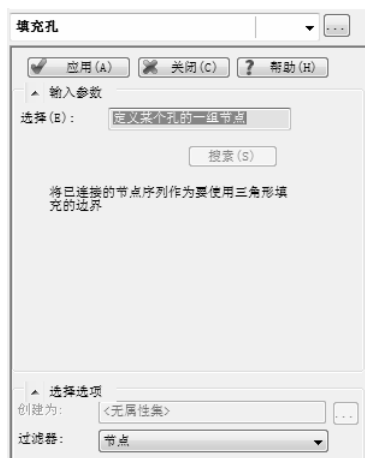 填充孔
...
应用(A) 关闭(C) ? 帮助(H)
输入参数
选择(E): 定义某个孔的一组节点
搜索(S)
将已连接的节点序列作为要使用三角形填
充的边界
选择选项
创建为: <无属性集> ...
过滤器: 节点